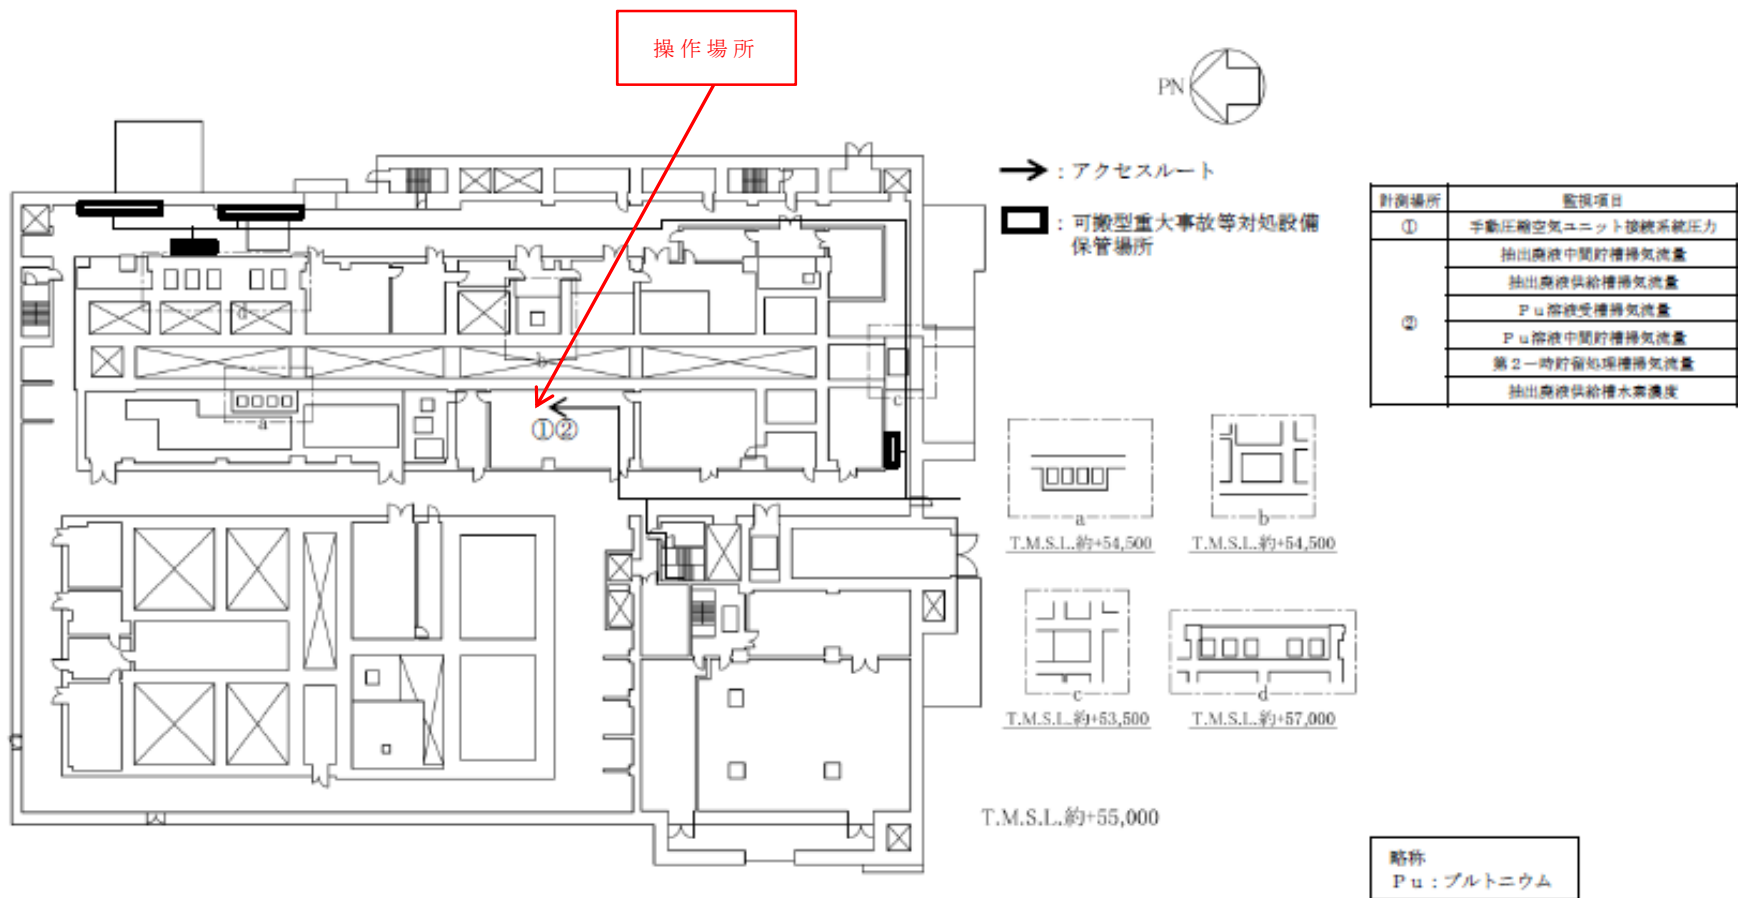 操作場所
PN
：アクセスルート
：可搬型重大事故等対処設備
保管場所
計測場所 監視項目
① 手動圧縮空気ユニット接続系統圧力
② 抽出廃液中間貯槽掃気流量
抽出廃液供給槽掃気流量
Ｐｕ溶液受槽掃気流量
Ｐｕ溶液中間貯槽掃気流量
第２一時貯留処理槽掃気流量
抽出廃液供給槽水素濃度
d
b
a
c
①②
a
T.M.S.L.約+54,500
b
T.M.S.L.約+54,500
c
T.M.S.L.約+53,500
d
T.M.S.L.約+57,000
T.M.S.L.約+55,000
略称
Ｐｕ：プルトニウム